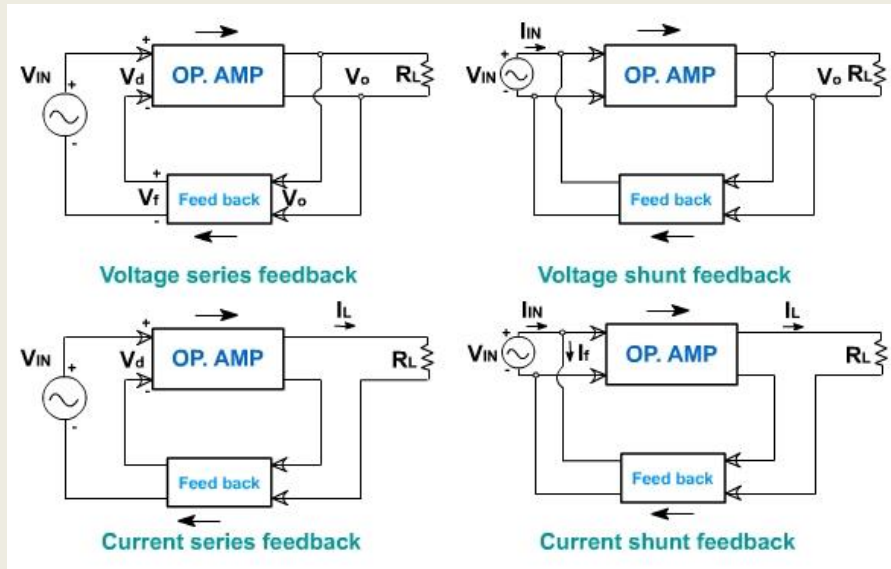 VIN
+
-
Vd
+
-
OP. AMP
Vo
RL
+
Vf
-
Feed back
Vo
Voltage series feedback
IIN
VIN
+
-
OP. AMP
Vo
RL
Feed back
Voltage shunt feedback
VIN
+
-
Vd
+
-
OP. AMP
IL
RL
Feed back
Current series feedback
IIN
VIN
+
-
If
OP. AMP
IL
RL
Feed back
Current shunt feedback